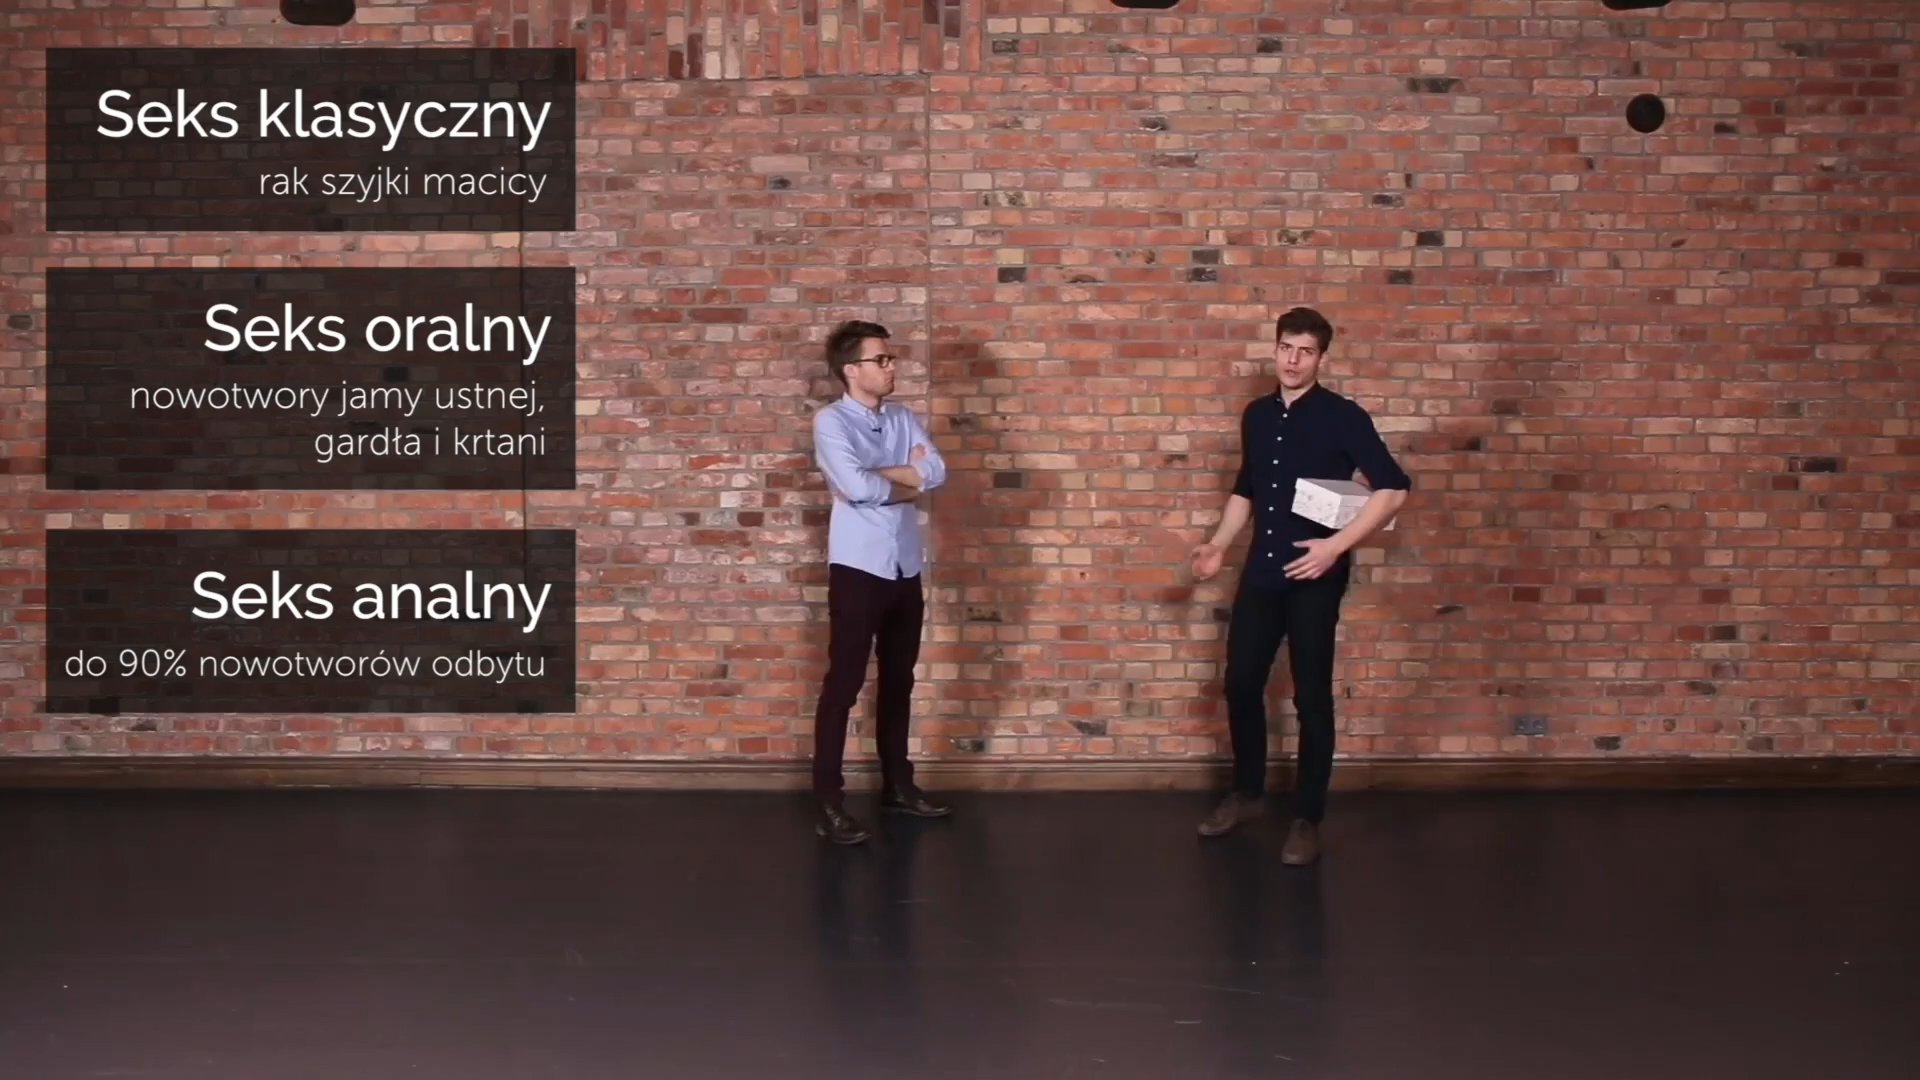 Seks klasyczny
rak szyjki macicy
Seks oralny
nowotwory jamy ustnej,
gardła i krtani
Seks analny
do 90% nowotworów odbytu